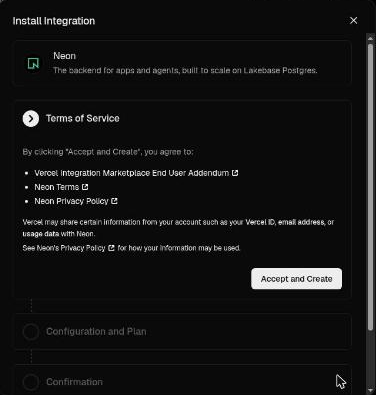 Install Integration
Neon
The backend for apps and agents, built to scale on Lakebase Postgres.
Terms of Service
By clicking "Accept and Create", you agree to:
• Vercel Integration Marketplace End User Addendum
• Neon Terms
• Neon Privacy Policy
Vercel may share certain information from your account such as your Vercel ID, email address, or
usage data with Neon.
See Neon's Privacy Policy for how your information may be used.
Accept and Create
Configuration and Plan
Confirmation